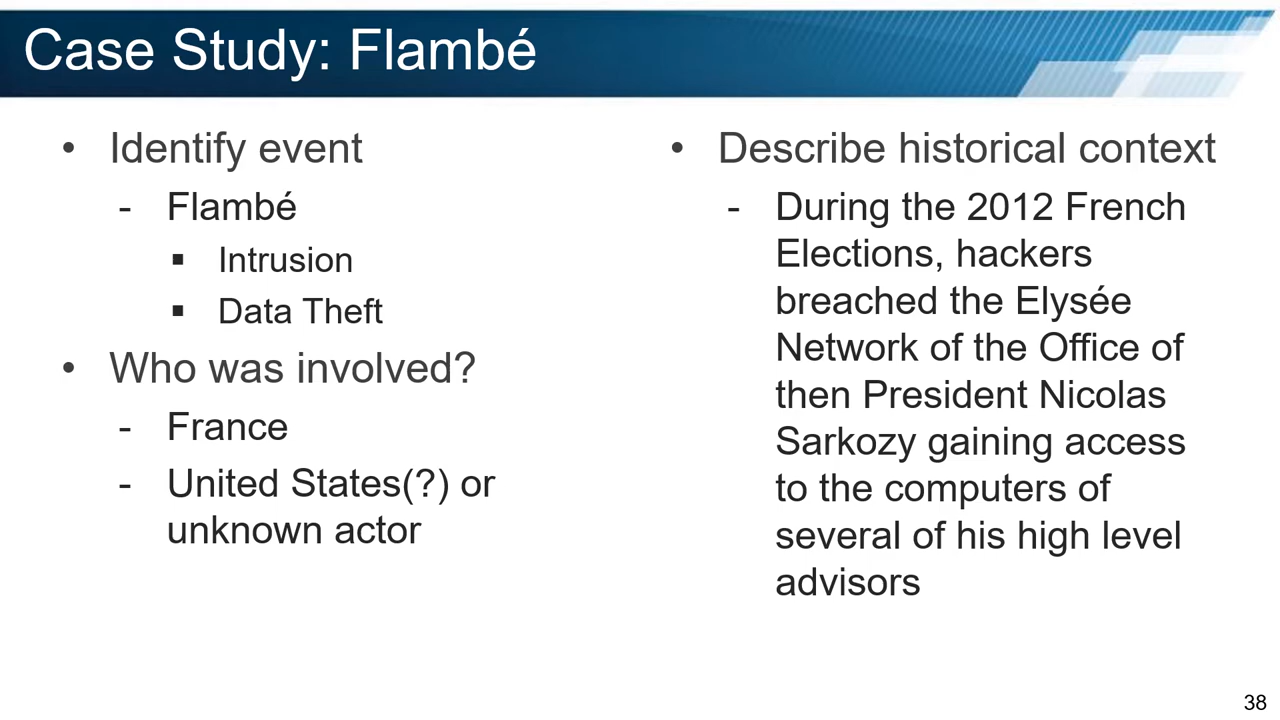 Case Study: Flambé
• Identify event
- Flambé
▪ Intrusion
▪ Data Theft
• Who was involved?
- France
- United States(?) or
unknown actor
• Describe historical context
- During the 2012 French
Elections, hackers
breached the Elysée
Network of the Office of
then President Nicolas
Sarkozy gaining access
to the computers of
several of his high level
advisors
38